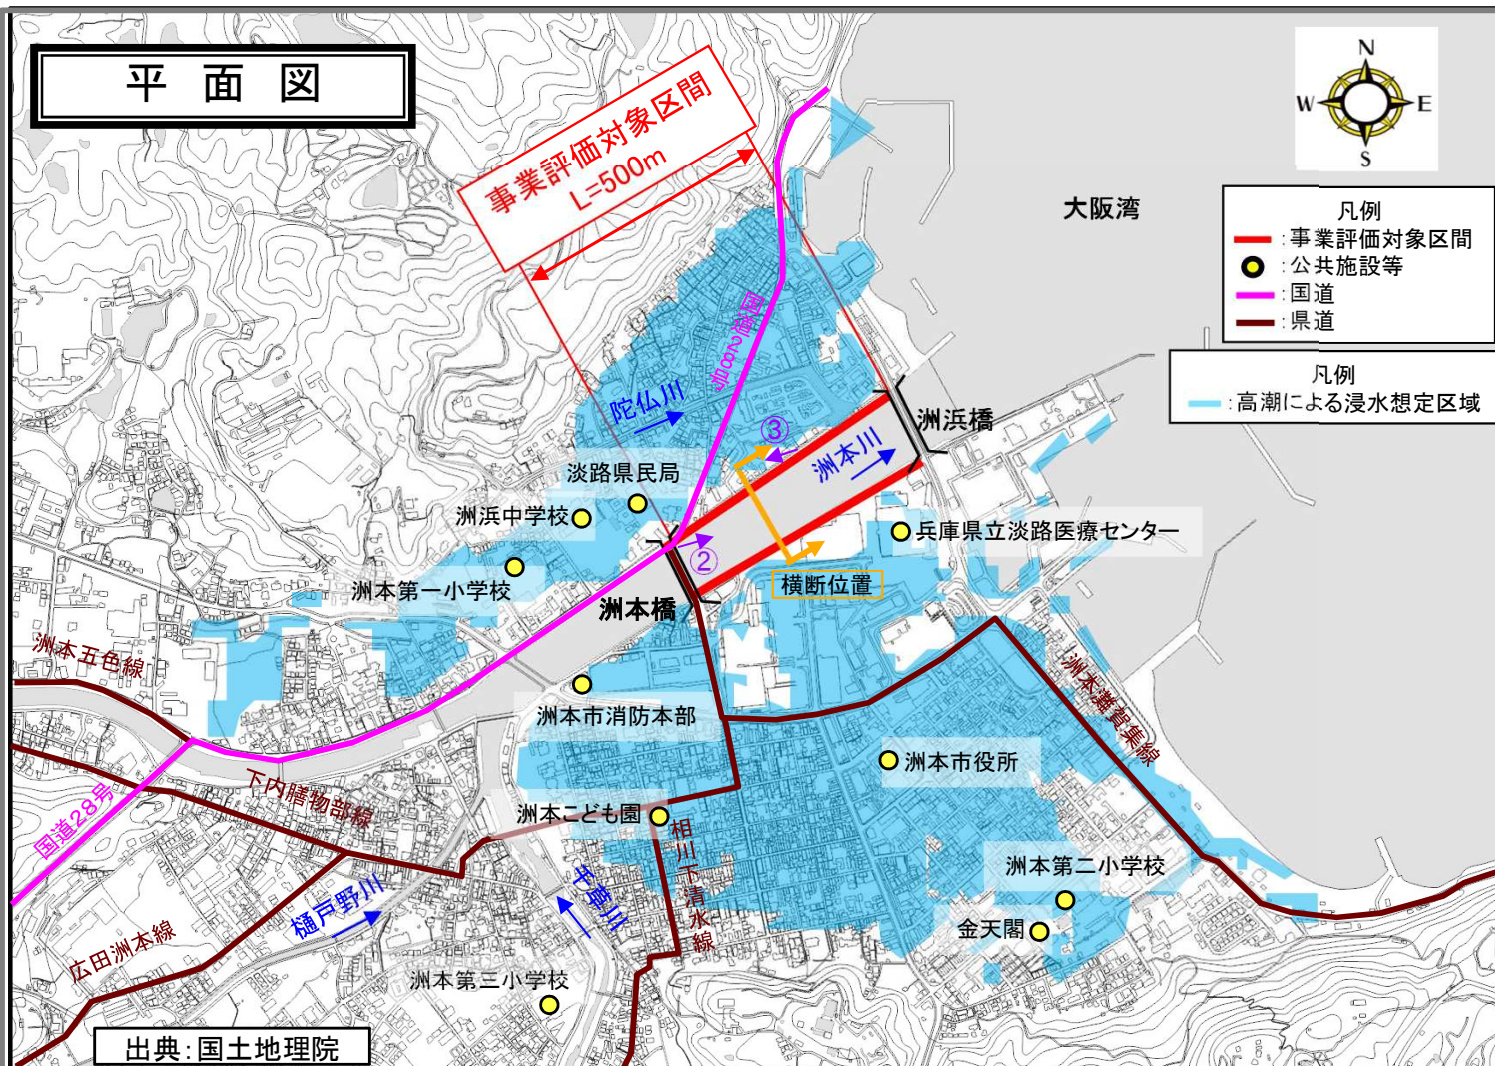 平面図
N
W E
S
事業評価対象区間
L=500m
大阪湾
凡例
:事業評価対象区間
:公共施設等
:国道
:県道
凡例
:高潮による浸水想定区域
国道28号
陀仏川
③
洲本川
洲浜橋
淡路県民局
洲浜中学校
兵庫県立淡路医療センター
②
洲本第一小学校
横断位置
洲本橋
洲本五色線
洲本灘賀集線
洲本市消防本部
洲本市役所
下内膳物部線
国道28号
洲本こども園
相川下清水線
洲本第二小学校
千草川
樋戸野川
金天閣
広田洲本線
洲本第三小学校
出典:国土地理院